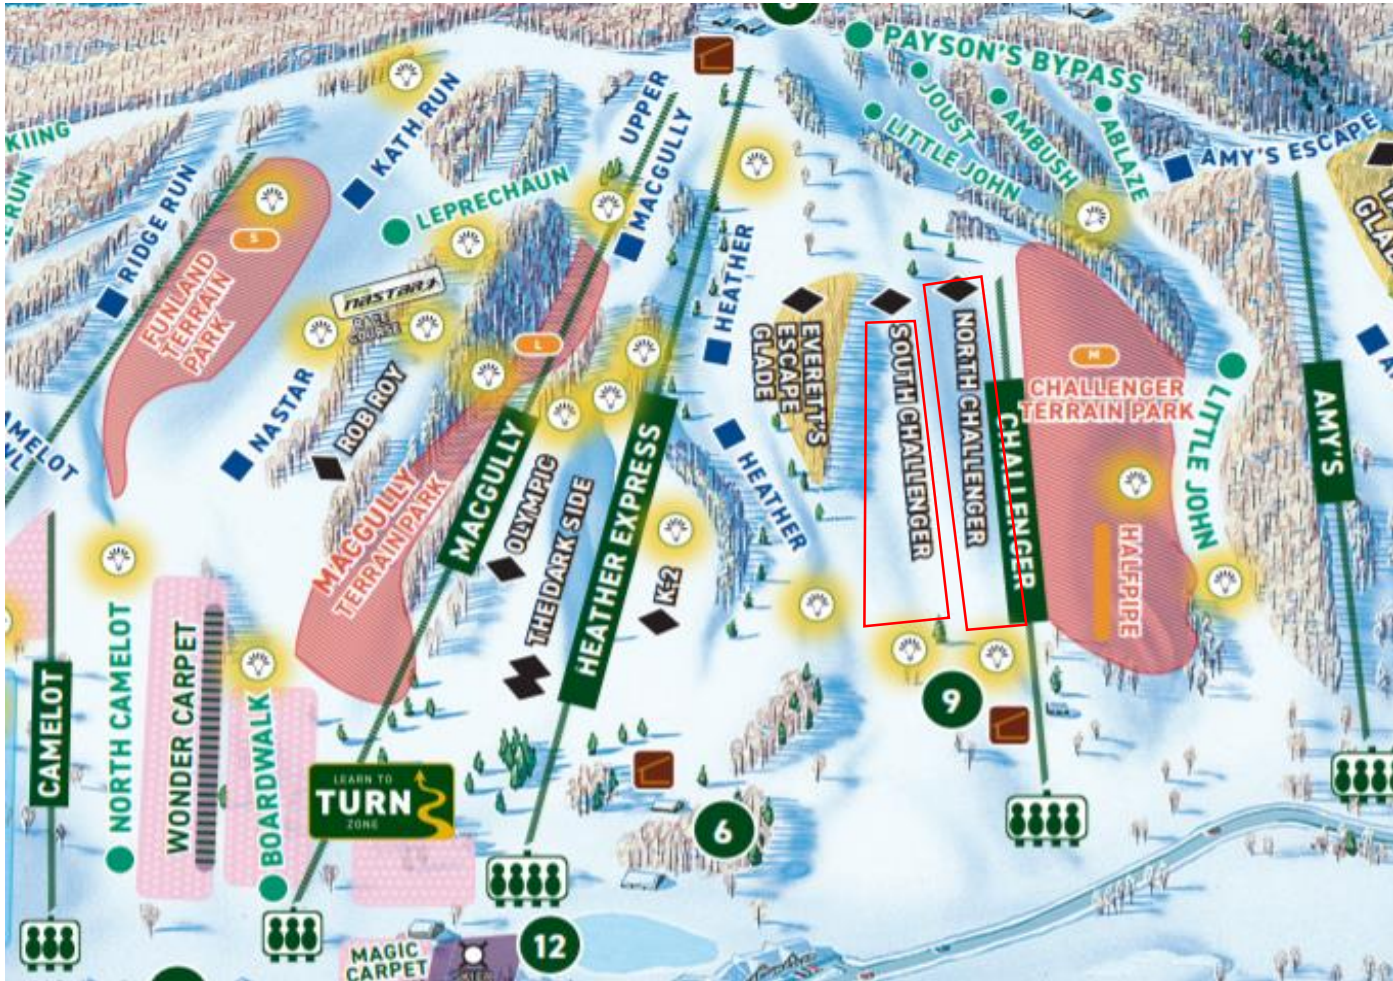 PAYSON'S BYPASS
JOUST
AMBUSH
ABLAZE
LITTLE JOHN
AMY'S ESCAPE
KIING
RUN
RIDGE RUN
KATH RUN
LEPRECHAUN
UPPER
MACGULLY
S
FUNLAND
TERRAIN
PARK
NASTAR
RACE
COURSE
NASTAR
ROB ROY
L
HEATHER
HEATHER
EVERETT'S
ESCAPE
GLADE
SOUTH CHALLENGER
NORTH CHALLENGER
CHALLENGER
M
CHALLENGER
TERRAIN PARK
HALFPIPE
LITTLE JOHN
AMY'S
AMELOT
WL
MACGULLY
TERRAIN PARK
MACGULLY
OLYMPIC
THE DARK SIDE
HEATHER EXPRESS
K-2
CAMELOT
NORTH CAMELOT
WONDER CARPET
BOARDWALK
LEARN TO
TURN
ZONE
9
6
12
MAGIC
CARPET